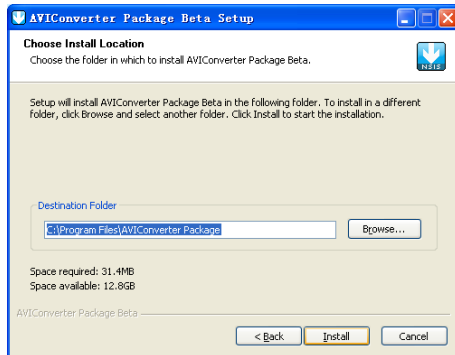 AVIConverter Package Beta Setup
Choose Install Location
Choose the folder in which to install AVIConverter Package Beta.
NSIS
Setup will install AVIConverter Package Beta in the following folder. To install in a different
folder, click Browse and select another folder. Click Install to start the installation.
Destination Folder
C:\Program Files\AVIConverter Package
Browse...
Space required: 31.4MB
Space available: 12.8GB
AVIConverter Package Beta
< Back Install Cancel